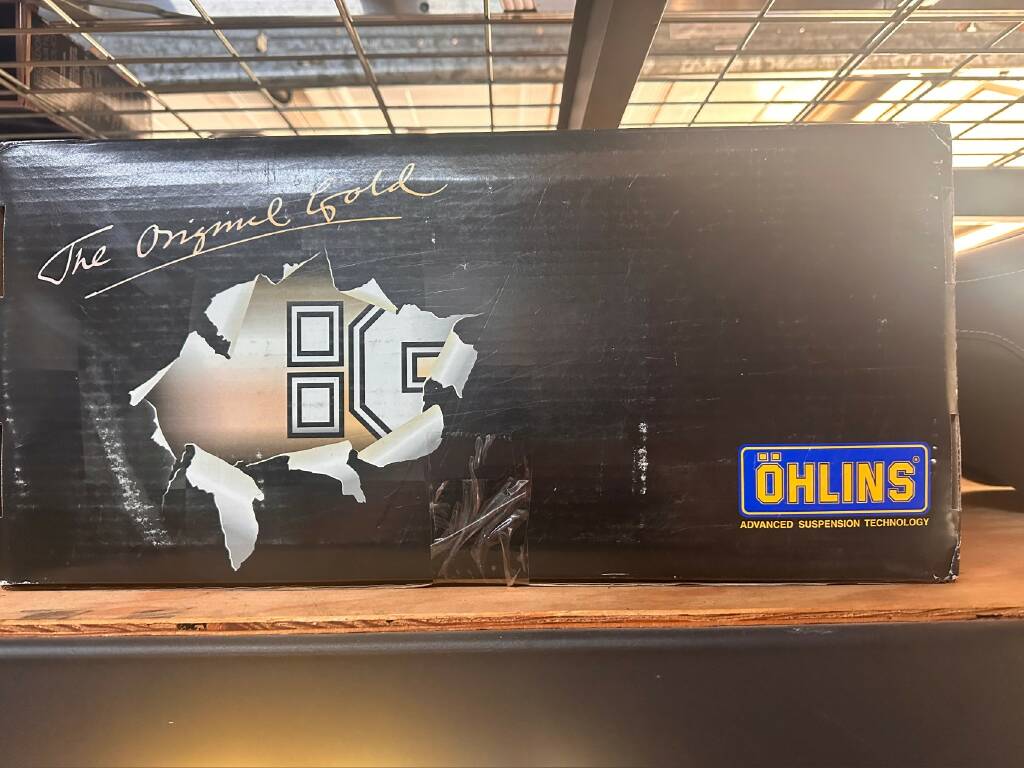 The Original Gold
ÖHLINS®
ADVANCED SUSPENSION TECHNOLOGY